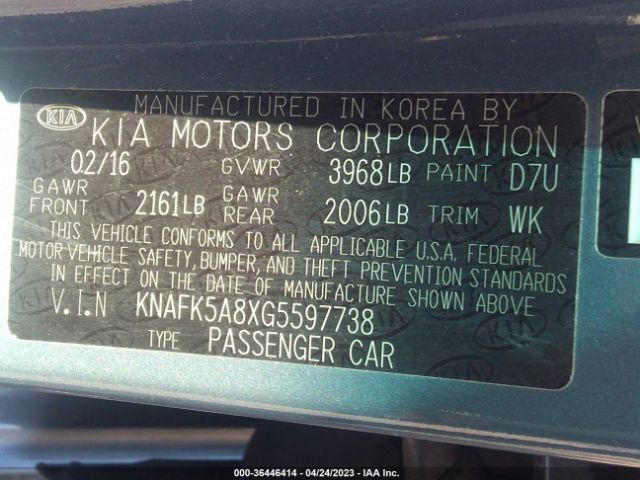 MANUFACTURED IN KOREA BY
KIA KIA MOTORS CORPORATION
02/16 GVWR 3968LB PAINT D7U
GAWR FRONT 2161LB GAWR REAR 2006LB TRIM WK
THIS VEHICLE CONFORMS TO ALL APPLICABLE U.S.A. FEDERAL
MOTOR VEHICLE SAFETY, BUMPER, AND THEFT PREVENTION STANDARDS
IN EFFECT ON THE DATE OF MANUFACTURE SHOWN ABOVE
V.I.N KNAFK5A8XG5597738
TYPE PASSENGER CAR
000-36446414 - 04/24/2023 - IAA Inc.